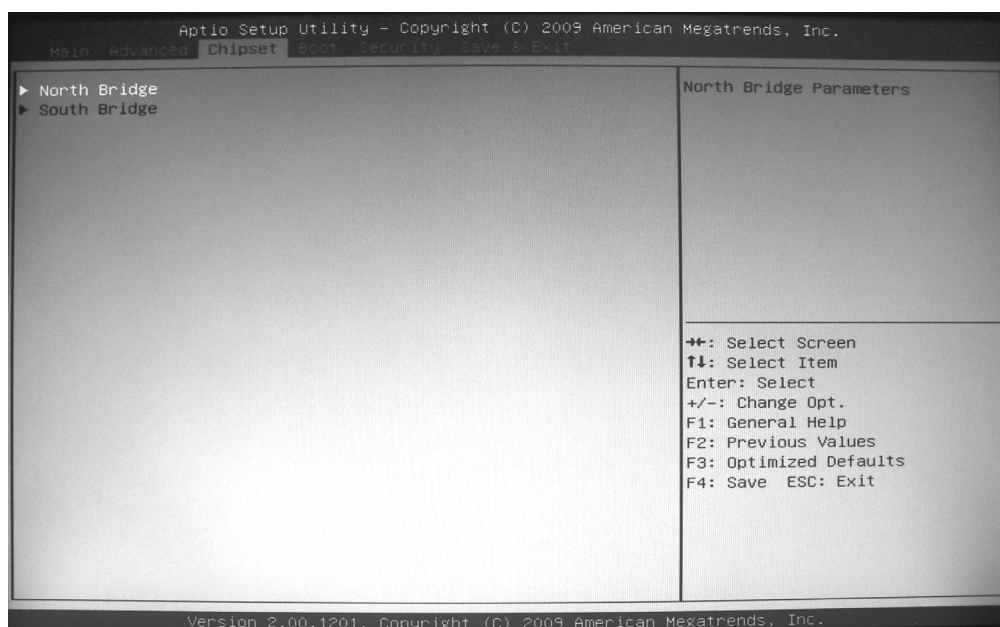 Aptio Setup Utility – Copyright (C) 2009 American Megatrends, Inc.
Main Advanced Chipset Boot Security Save & Exit
► North Bridge
► South Bridge
North Bridge Parameters
→←: Select Screen
↑↓: Select Item
Enter: Select
+/-: Change Opt.
F1: General Help
F2: Previous Values
F3: Optimized Defaults
F4: Save ESC: Exit
Version 2.00.1201. Copyright (C) 2009 American Megatrends, Inc.